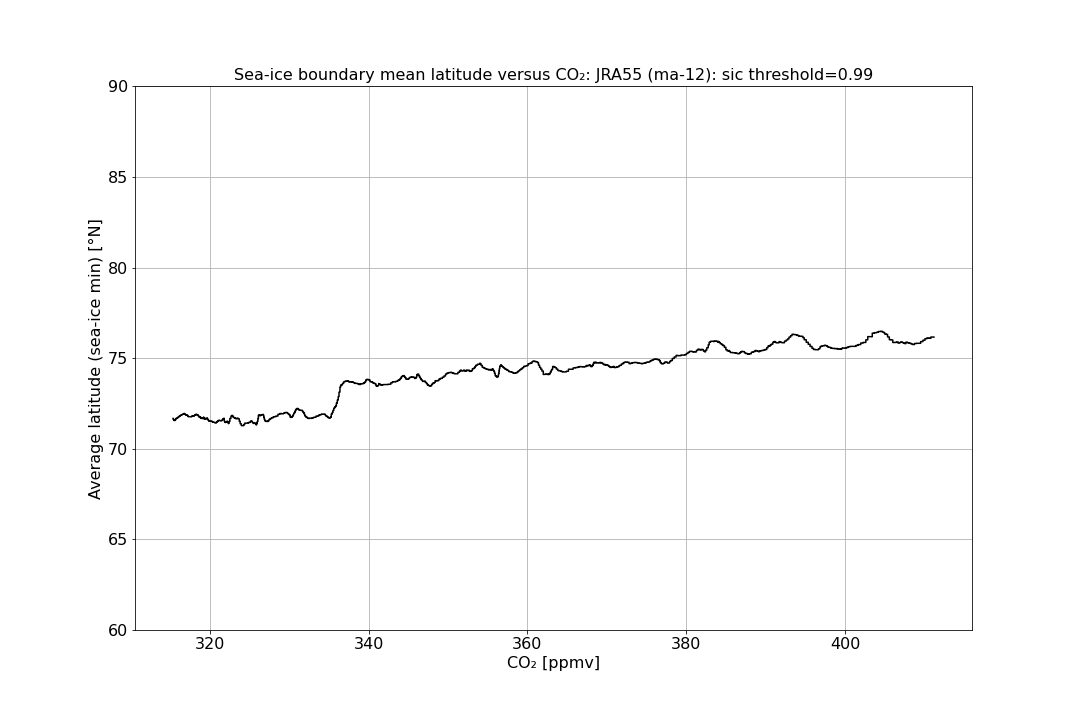 Sea-ice boundary mean latitude versus CO₂: JRA55 (ma-12): sic threshold=0.99
Average latitude (sea-ice min) [°N]
90
85
80
75
70
65
60
320 340 360 380 400
CO₂ [ppmv]